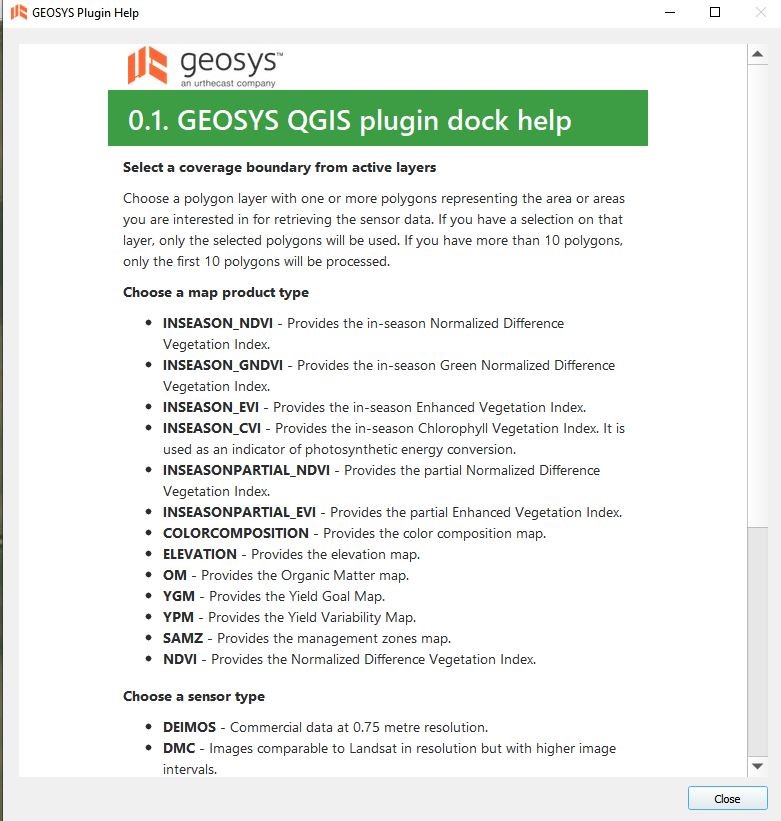 GEOSYS Plugin Help
geosys™
an urthecast company
0.1. GEOSYS QGIS plugin dock help
Select a coverage boundary from active layers
Choose a polygon layer with one or more polygons representing the area or areas
you are interested in for retrieving the sensor data. If you have a selection on that
layer, only the selected polygons will be used. If you have more than 10 polygons,
only the first 10 polygons will be processed.
Choose a map product type
• INSEASON_NDVI - Provides the in-season Normalized Difference
Vegetation Index.
• INSEASON_GNDVI - Provides the in-season Green Normalized Difference
Vegetation Index.
• INSEASON_EVI - Provides the in-season Enhanced Vegetation Index.
• INSEASON_CVI - Provides the in-season Chlorophyll Vegetation Index. It is
used as an indicator of photosynthetic energy conversion.
• INSEASONPARTIAL_NDVI - Provides the partial Normalized Difference
Vegetation Index.
• INSEASONPARTIAL_EVI - Provides the partial Enhanced Vegetation Index.
• COLORCOMPOSITION - Provides the color composition map.
• ELEVATION - Provides the elevation map.
• OM - Provides the Organic Matter map.
• YGM - Provides the Yield Goal Map.
• YPM - Provides the Yield Variability Map.
• SAMZ - Provides the management zones map.
• NDVI - Provides the Normalized Difference Vegetation Index.
Choose a sensor type
• DEIMOS - Commercial data at 0.75 metre resolution.
• DMC - Images comparable to Landsat in resolution but with higher image
intervals.
Close